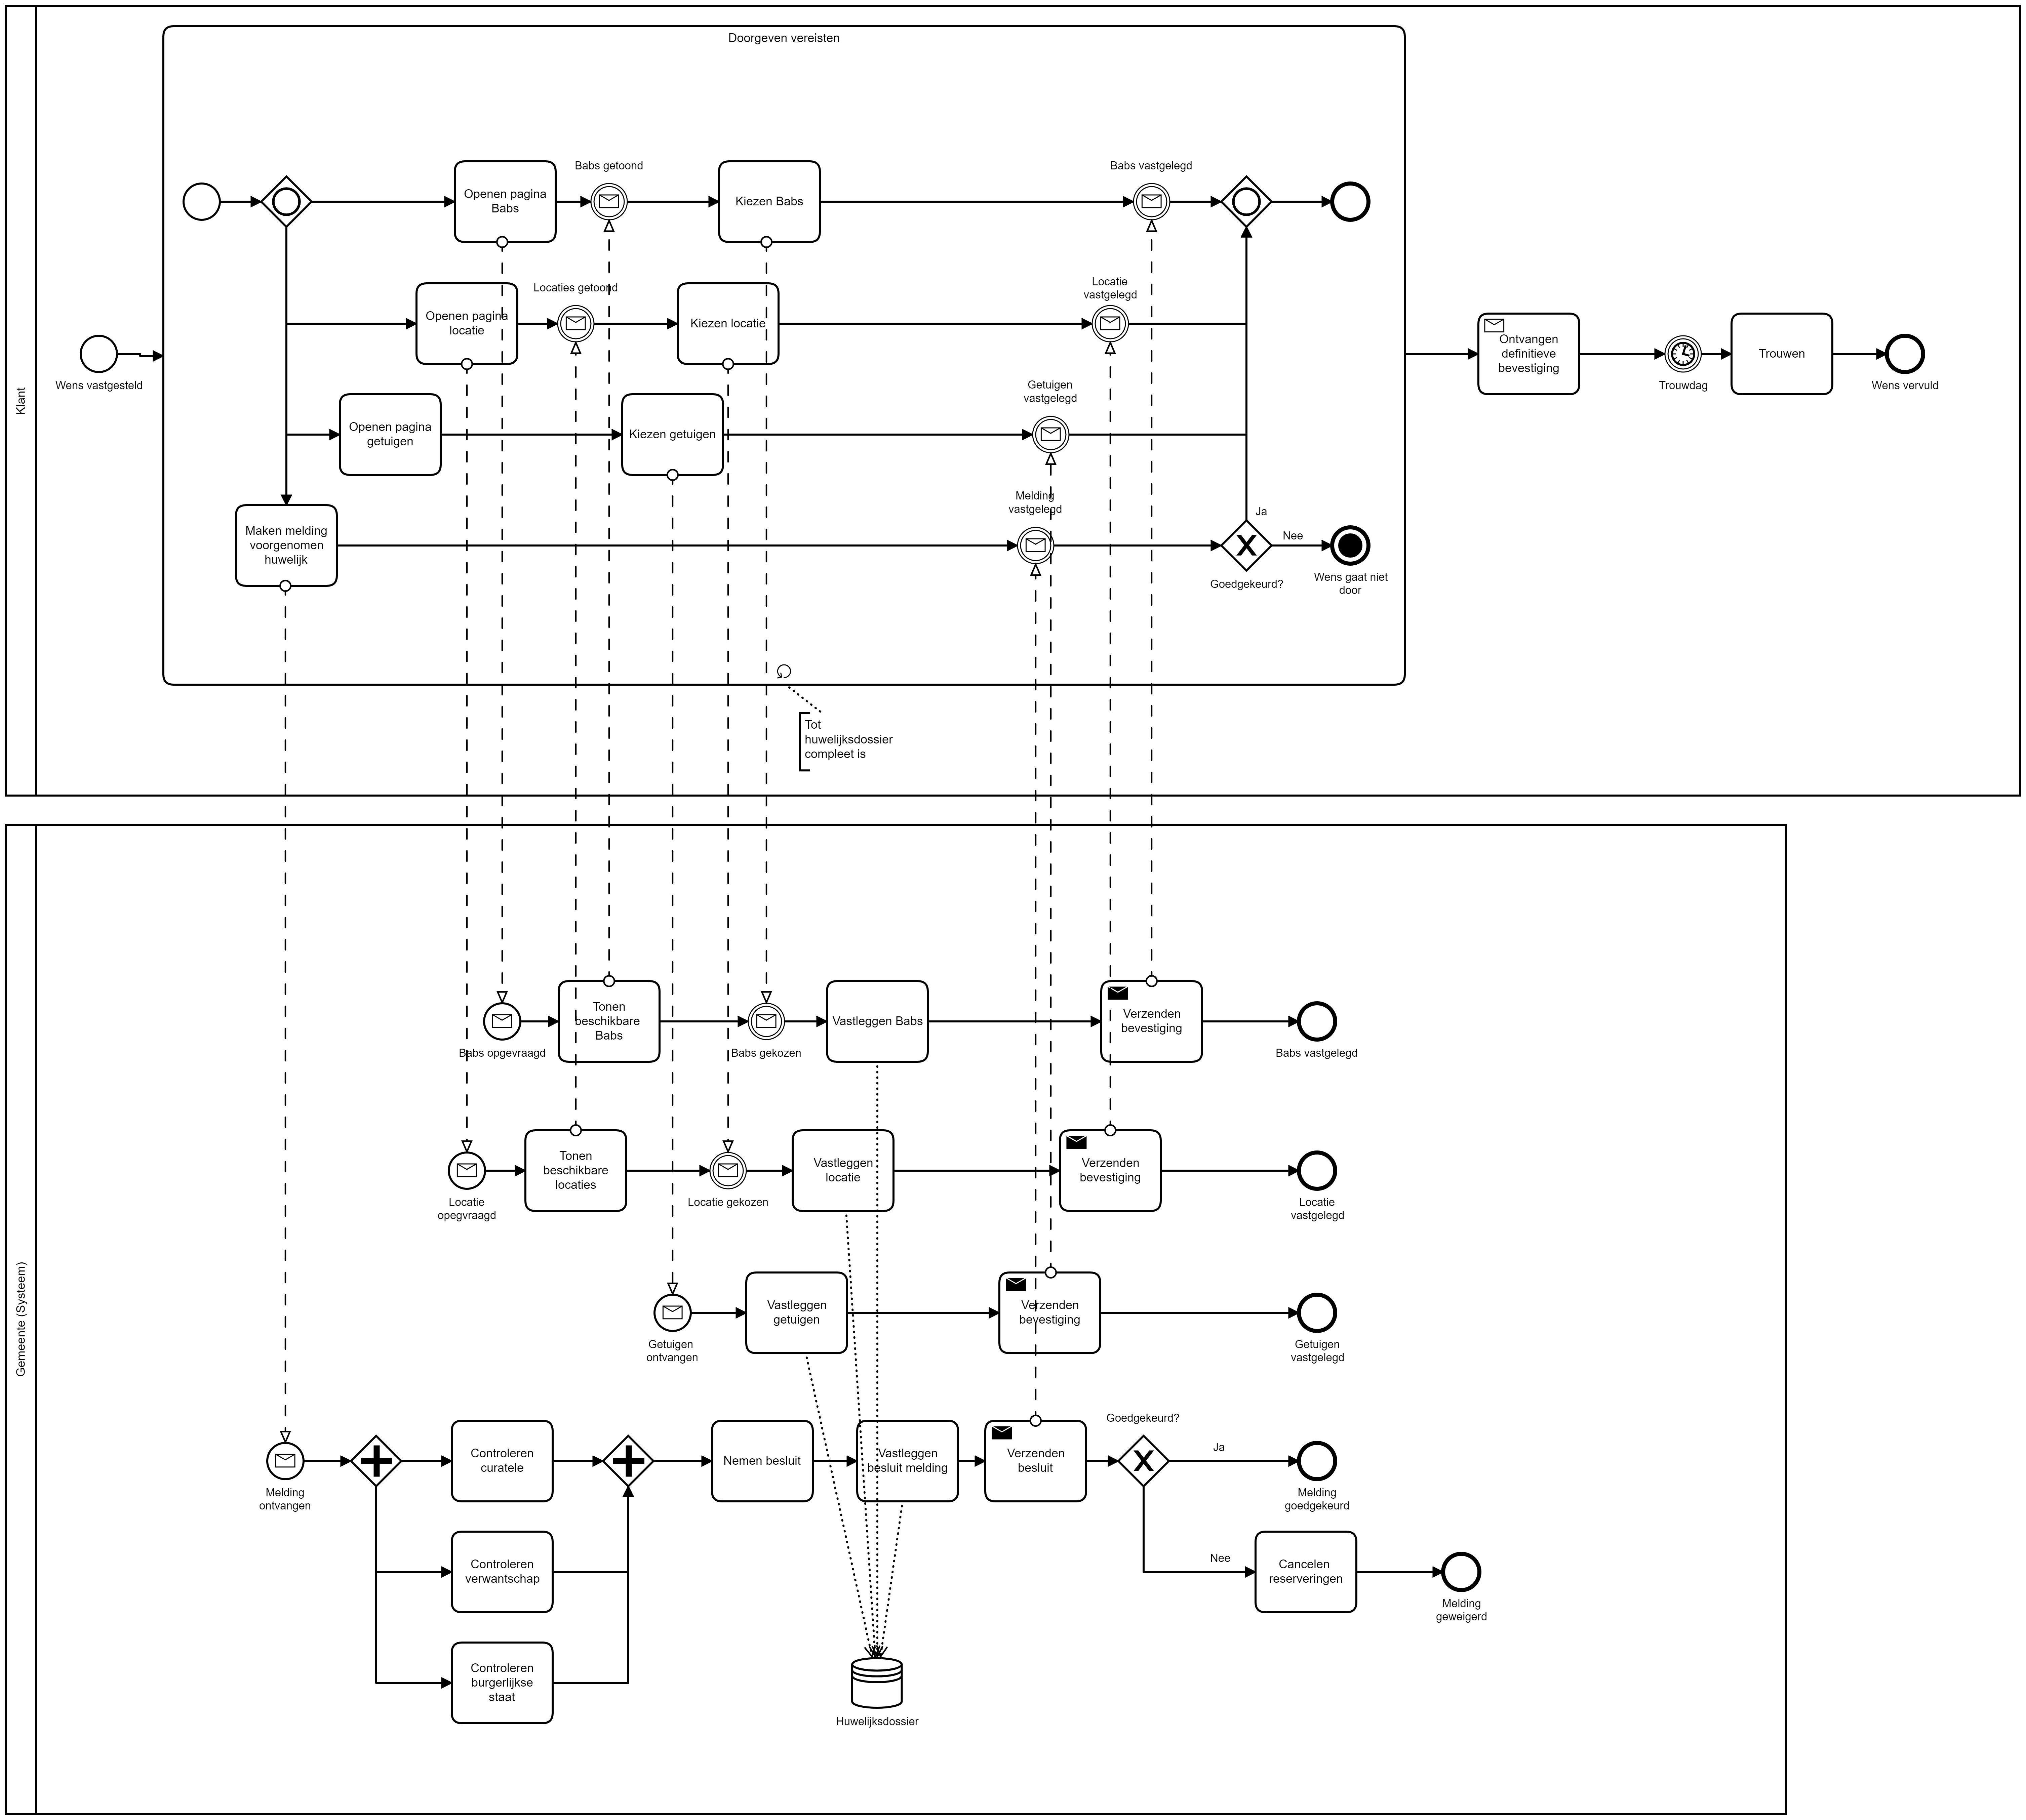 Klant
Doorgeven vereisten
Wens vastgesteld
Openen pagina
Babs
Babs getoond
Kiezen Babs
Babs vastgelegd
Openen pagina
locatie
Locaties getoond
Kiezen locatie
Locatie
vastgelegd
Openen pagina
getuigen
Kiezen getuigen
Getuigen
vastgelegd
Maken melding
voorgenomen
huwelijk
Melding
vastgelegd
Ja
Nee
Goedgekeurd?
Wens gaat niet
door
Tot
huwelijksdossier
compleet is
Ontvangen
definitieve
bevestiging
Trouwdag
Trouwen
Wens vervuld
Gemeente (Systeem)
Babs opgevraagd
Tonen
beschikbare
Babs
Babs gekozen
Vastleggen Babs
Verzenden
bevestiging
Babs vastgelegd
Locatie
opegvraagd
Tonen
beschikbare
locaties
Locatie gekozen
Vastleggen
locatie
Verzenden
bevestiging
Locatie
vastgelegd
Getuigen
ontvangen
Vastleggen
getuigen
Verzenden
bevestiging
Getuigen
vastgelegd
Melding
ontvangen
Controleren
curatele
Nemen besluit
Vastleggen
besluit melding
Verzenden
besluit
Goedgekeurd?
Ja
Melding
goedgekeurd
Controleren
verwantschap
Nee
Cancelen
reserveringen
Melding
geweigerd
Controleren
burgerlijkse
staat
Huwelijksdossier